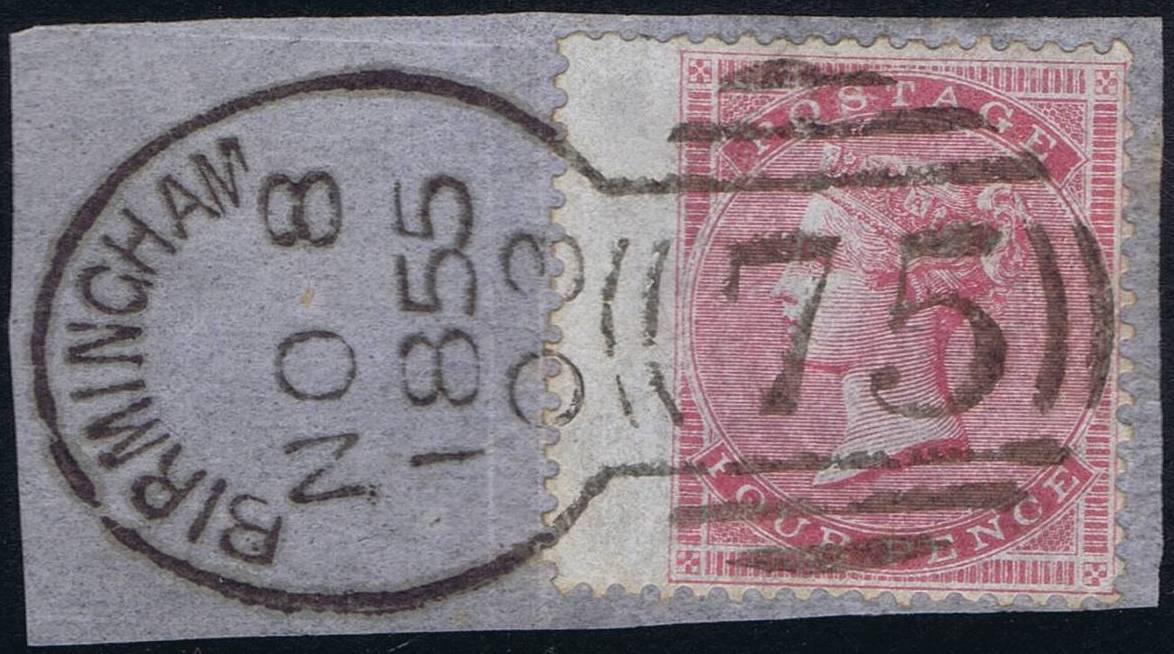 BIRMINGHAM
NO 8
1855
75
POSTAGE
FOUR PENCE